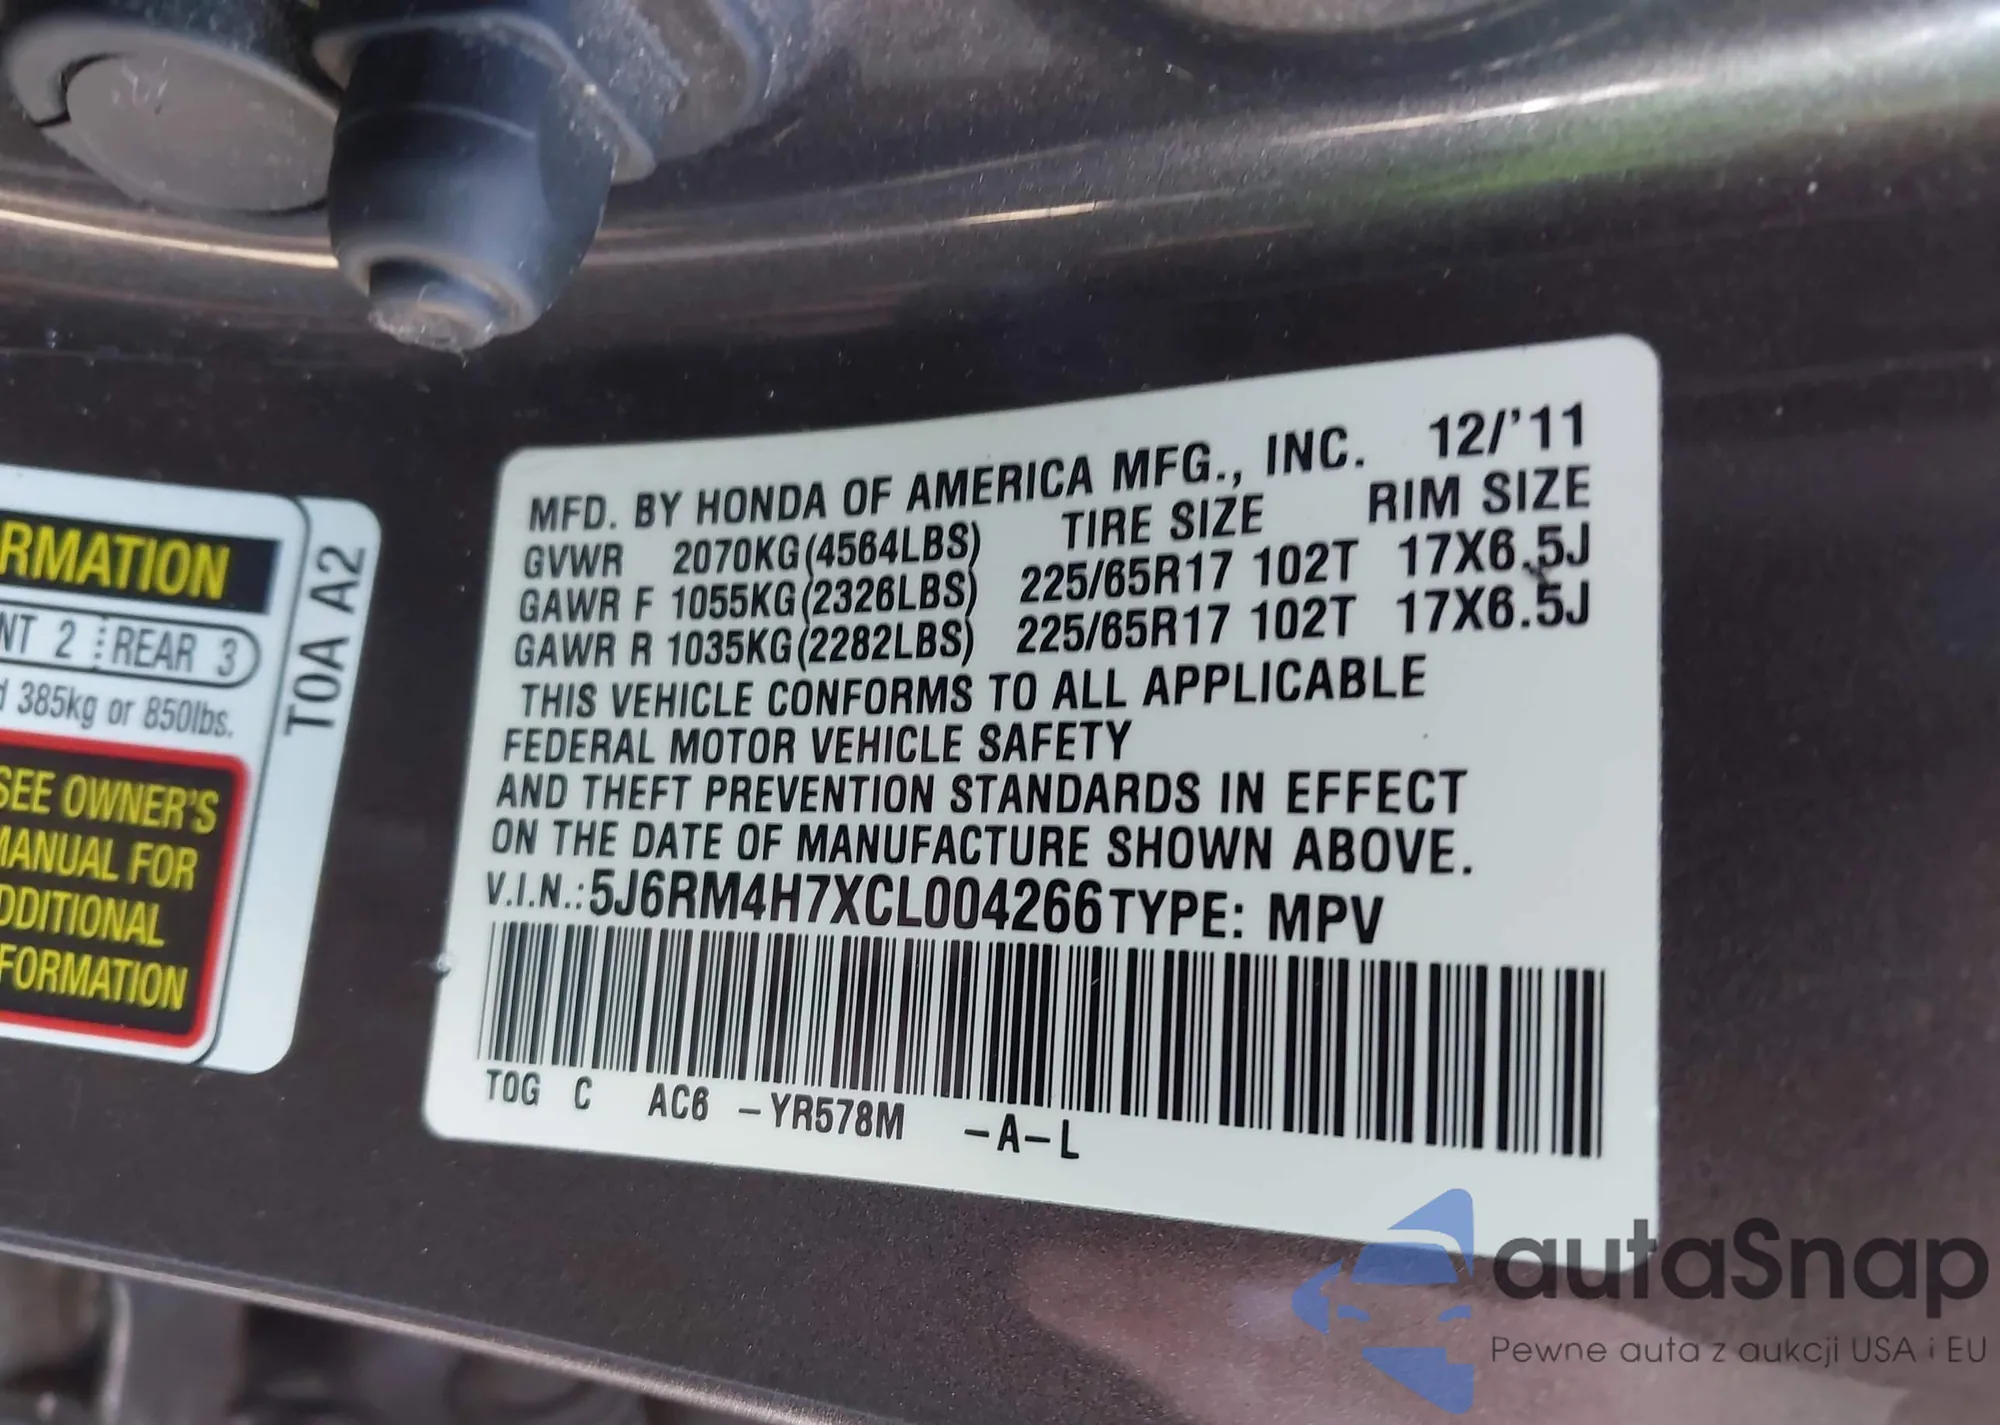 RMATION
NT 2 REAR 3
385kg or 850lbs.
SEE OWNER'S
MANUAL FOR
ADDITIONAL
FORMATION
T0A A2
MFD. BY HONDA OF AMERICA MFG., INC. 12/'11
TIRE SIZE RIM SIZE
GVWR 2070KG(4564LBS)
GAWR F 1055KG(2326LBS) 225/65R17 102T 17X6.5J
GAWR R 1035KG(2282LBS) 225/65R17 102T 17X6.5J
THIS VEHICLE CONFORMS TO ALL APPLICABLE
FEDERAL MOTOR VEHICLE SAFETY
AND THEFT PREVENTION STANDARDS IN EFFECT
ON THE DATE OF MANUFACTURE SHOWN ABOVE.
V.I.N.:5J6RM4H7XCL004266 TYPE: MPV
T0G C AC6 -YR578M -A-L
autaSnap
Pewne auta z aukcji USA i EU